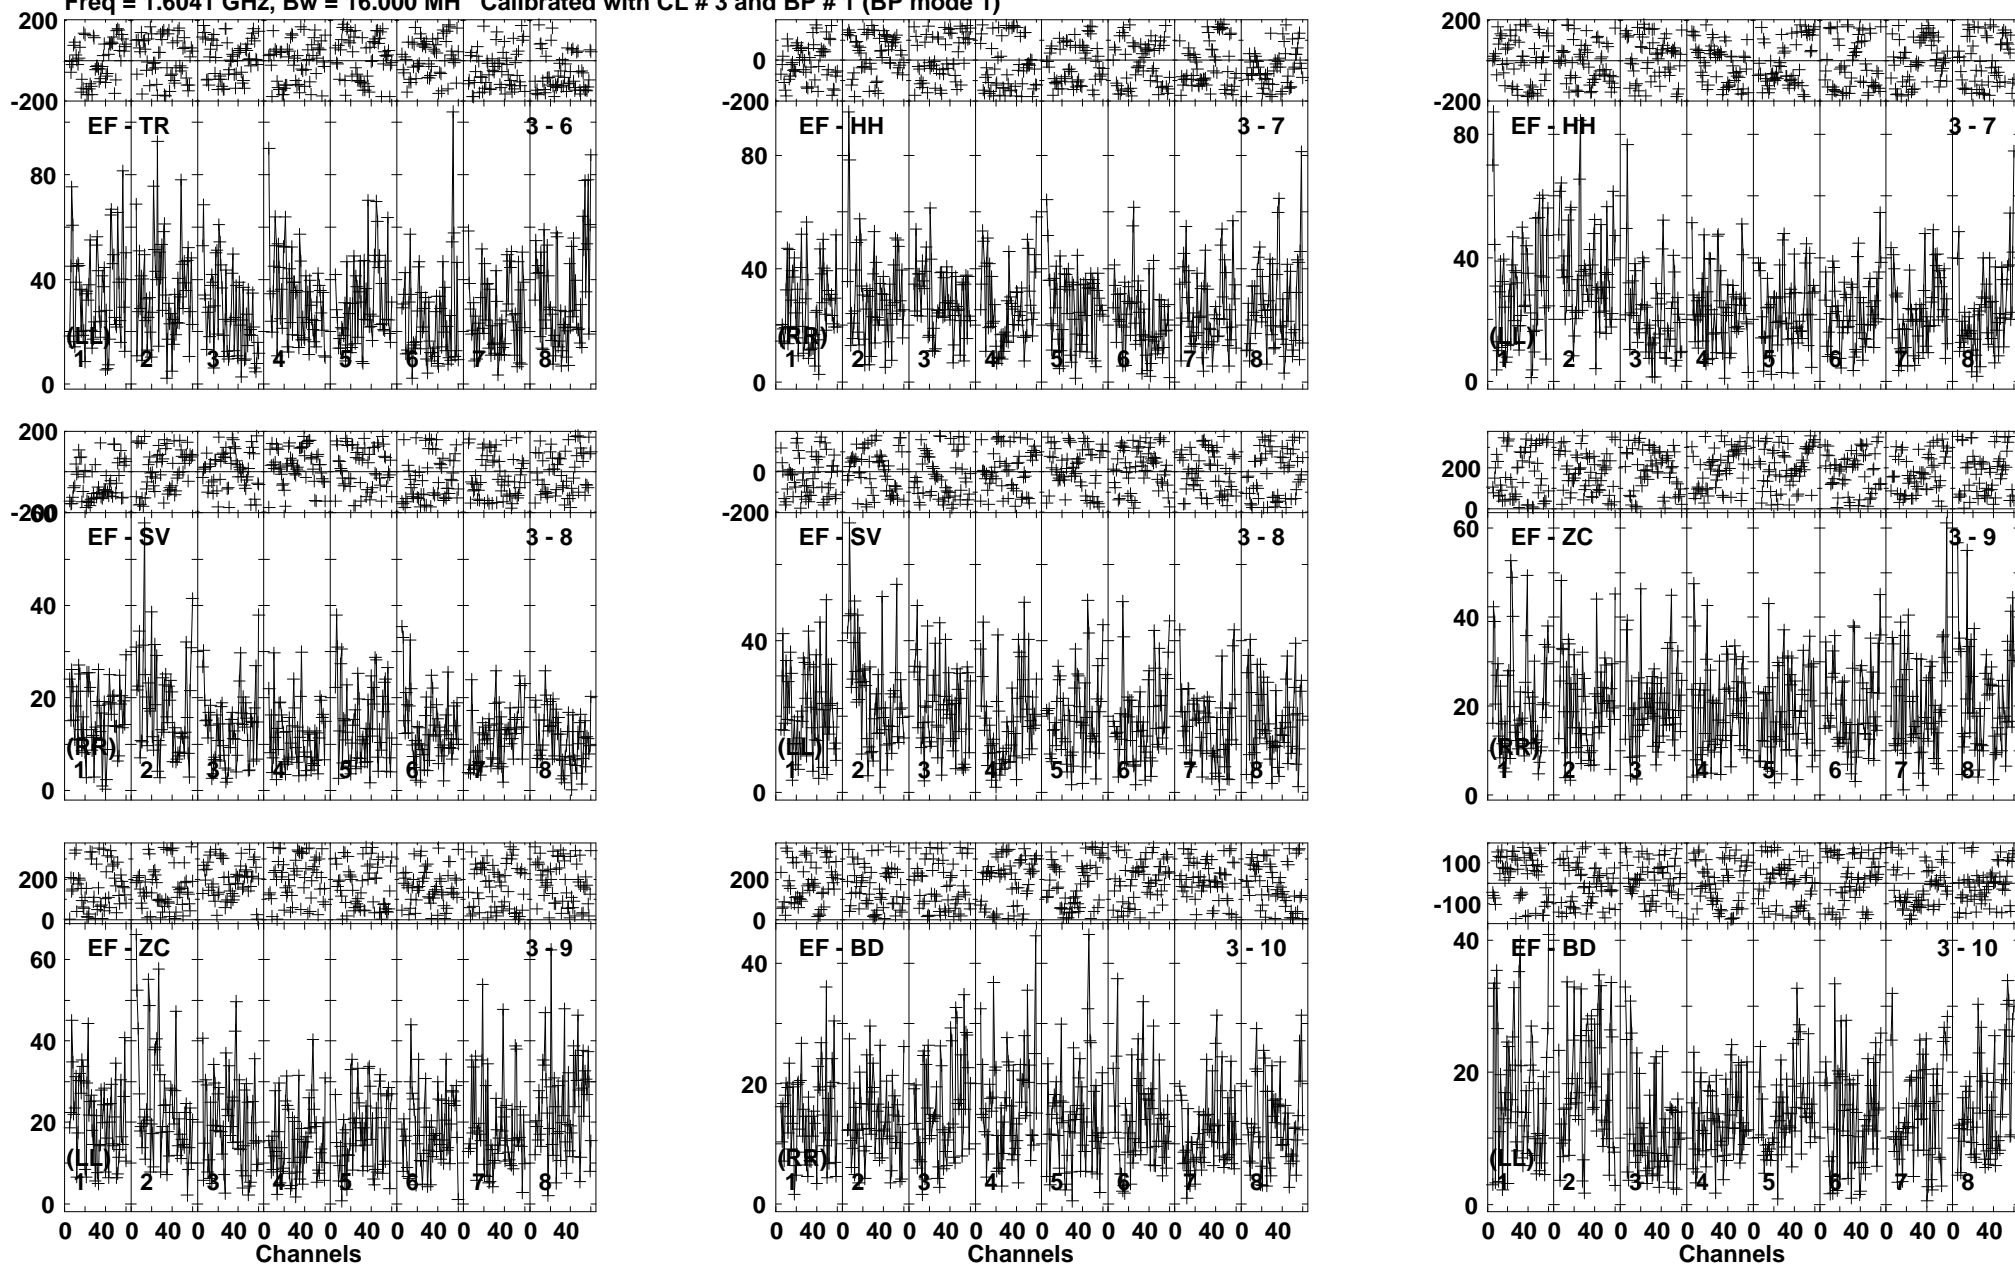 Freq = 1.6041 GHz, Bw = 16.000 MH Calibrated with CL # 3 and BP # 1 (BP mode 1)
200 200
0 0
-200 -200 -200
EF - TR 3 - 6 EF - HH 3 - 7 EF - HH 3 - 7
80 80 80
40 40 40
(LL) (RR) (LL)
1 2 3 4 5 6 7 8 1 2 3 4 5 6 7 8 1 2 3 4 5 6 7 8
0 0 0
200
0 200
-200 -200 0
60 60
EF - SV 3 - 8 EF - SV 3 - 8 EF - ZC 3 - 9
40 40 40
20 20
(RR) (LL) (RR)
1 2 3 4 5 6 7 8 1 2 3 4 5 6 7 8 1 2 3 4 5 6 7 8
0 0 0
200 200 100
0 0 -100
EF - ZC 3 - 9 EF - BD 3 - 10 EF - BD 3 - 10
60 40 40
40
20 20 20
(LL) (RR) (LL)
1 2 3 4 5 6 7 8 1 2 3 4 5 6 7 8 1 2 3 4 5 6 7 8
0 0 0
0 40 0 40 0 40 0 40 0 40 0 40 0 40 0 40 0 40 0 40 0 40 0 40 0 40 0 40 0 40 0 40 0 40 0 40 0 40 0 40 0 40 0 40 0 40 0 40
Channels Channels Channels